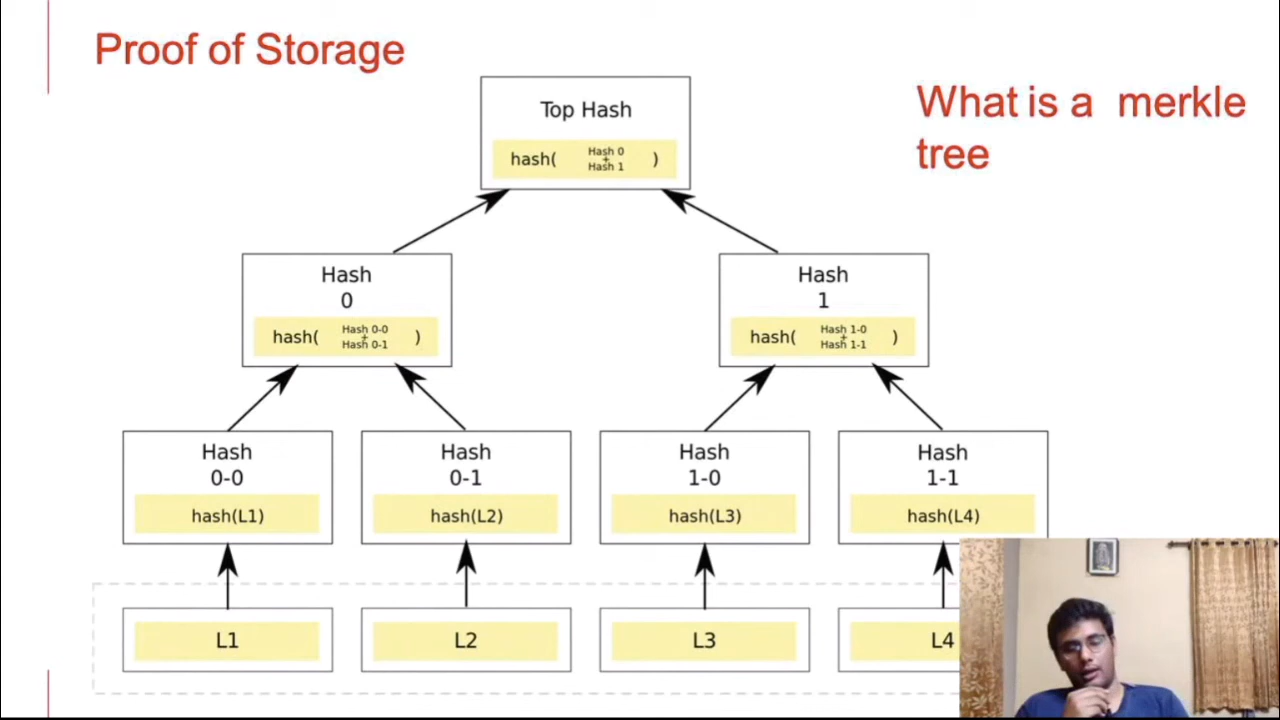 Proof of Storage
What is a merkle
tree
Top Hash
hash( Hash 0 + Hash 1 )
Hash
0
hash( Hash 0-0 + Hash 0-1 )
Hash
1
hash( Hash 1-0 + Hash 1-1 )
Hash
0-0
hash(L1)
Hash
0-1
hash(L2)
Hash
1-0
hash(L3)
Hash
1-1
hash(L4)
L1
L2
L3
L4